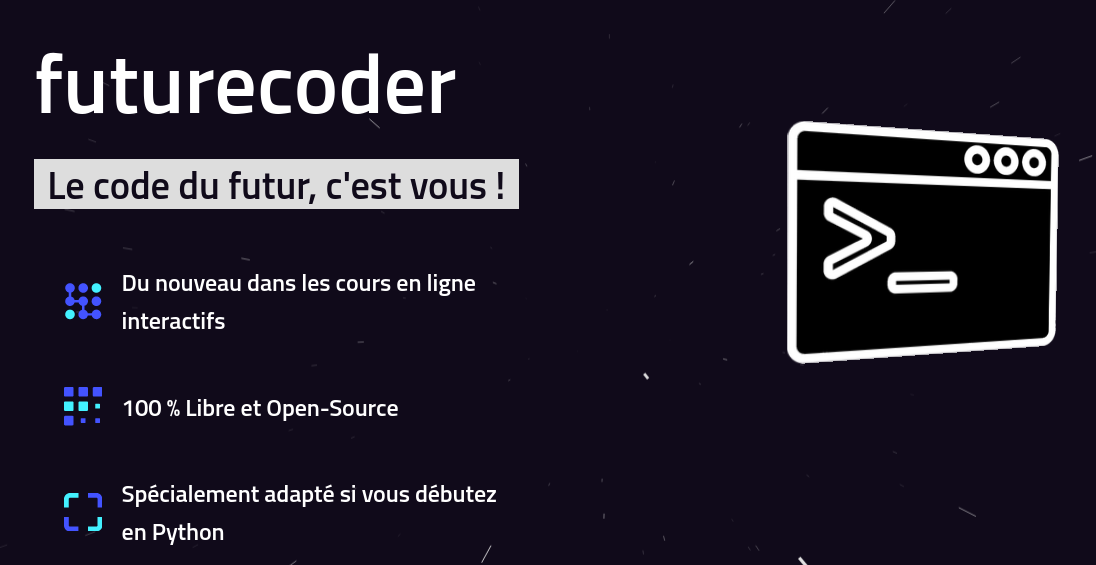 futurecoder
Le code du futur, c'est vous !
Du nouveau dans les cours en ligne
interactifs
100 % Libre et Open-Source
Spécialement adapté si vous débutez
en Python